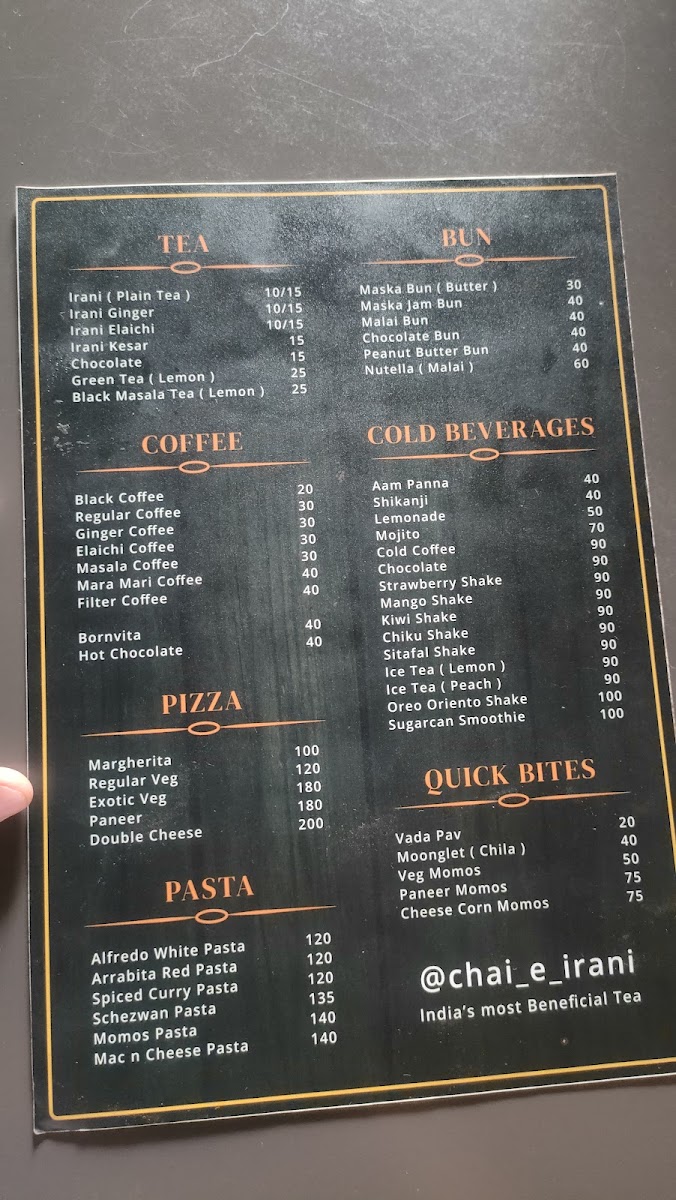 TEA
Irani ( Plain Tea ) 10/15
Irani Ginger 10/15
Irani Elaichi 10/15
Irani Kesar 15
Chocolate 15
Green Tea ( Lemon ) 25
Black Masala Tea ( Lemon ) 25
COFFEE
Black Coffee 20
Regular Coffee 30
Ginger Coffee 30
Elaichi Coffee 30
Masala Coffee 30
Mara Mari Coffee 40
Filter Coffee 40
Bornvita 40
Hot Chocolate 40
PIZZA
Margherita 100
Regular Veg 120
Exotic Veg 180
Paneer 180
Double Cheese 200
PASTA
Alfredo White Pasta 120
Arrabita Red Pasta 120
Spiced Curry Pasta 120
Schezwan Pasta 135
Momos Pasta 140
Mac n Cheese Pasta 140
BUN
Maska Bun ( Butter ) 30
Maska Jam Bun 40
Malai Bun 40
Chocolate Bun 40
Peanut Butter Bun 40
Nutella ( Malai ) 60
COLD BEVERAGES
Aam Panna 40
Shikanji 40
Lemonade 50
Mojito 70
Cold Coffee 90
Chocolate 90
Strawberry Shake 90
Mango Shake 90
Kiwi Shake 90
Chiku Shake 90
Sitafal Shake 90
Ice Tea ( Lemon ) 90
Ice Tea ( Peach ) 90
Oreo Oriento Shake 100
Sugarcan Smoothie 100
QUICK BITES
Vada Pav 20
Moonglet ( Chila ) 40
Veg Momos 50
Paneer Momos 75
Cheese Corn Momos 75
@chai_e_irani
India's most Beneficial Tea